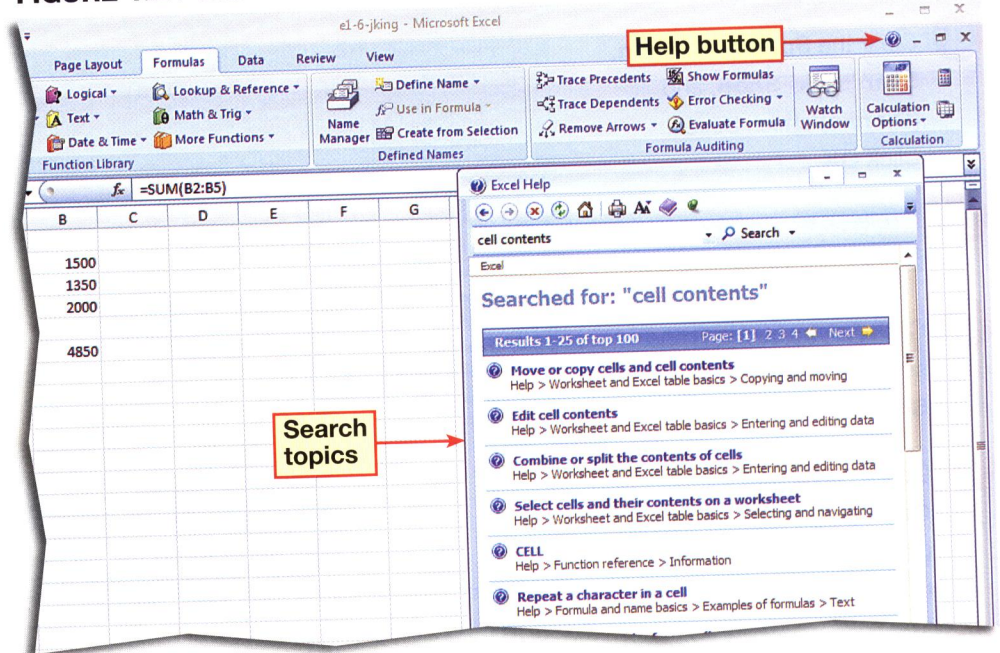 e1-6-jking - Microsoft Excel
Help button
Page Layout Formulas Data Review View
Logical Lookup & Reference
Text Math & Trig
Date & Time More Functions
Function Library
Name Manager
Define Name
Use in Formula
Create from Selection
Defined Names
Trace Precedents Show Formulas
Trace Dependents Error Checking
Remove Arrows Evaluate Formula
Watch Window
Formula Auditing
Calculation Options
Calculation
fx =SUM(B2:B5)
B C D E F G
1500
1350
2000
4850
Search topics
Excel Help
cell contents Search
Excel
Searched for: "cell contents"
Results 1-25 of top 100 Page: [1] 2 3 4 Next
Move or copy cells and cell contents
Help > Worksheet and Excel table basics > Copying and moving
Edit cell contents
Help > Worksheet and Excel table basics > Entering and editing data
Combine or split the contents of cells
Help > Worksheet and Excel table basics > Entering and editing data
Select cells and their contents on a worksheet
Help > Worksheet and Excel table basics > Selecting and navigating
CELL
Help > Function reference > Information
Repeat a character in a cell
Help > Formula and name basics > Examples of formulas > Text